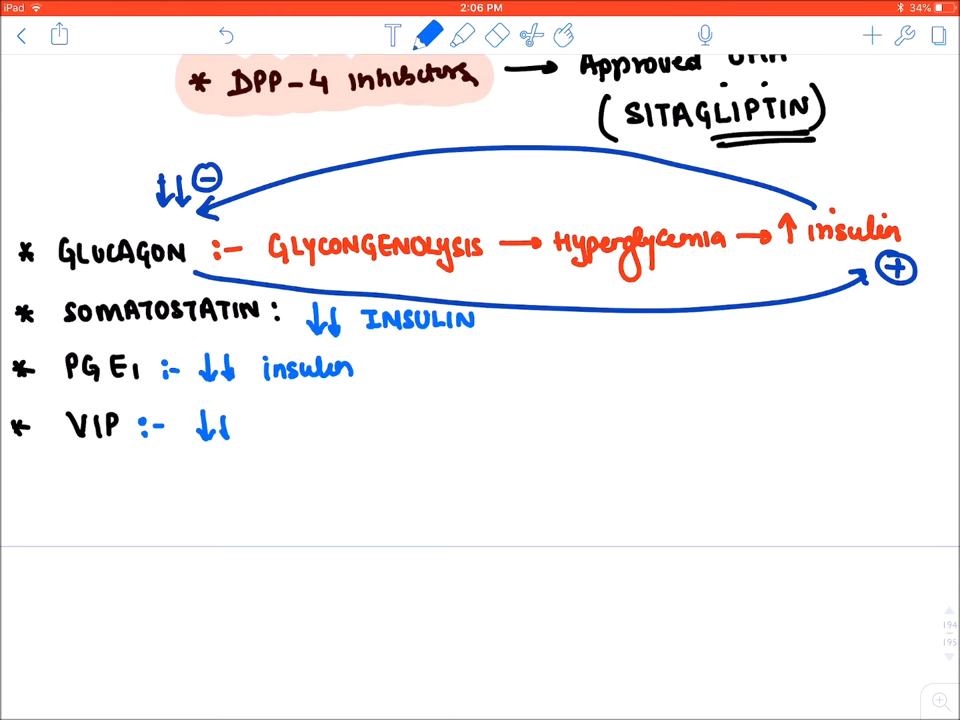 iPad 2:06 PM 34%
T
* DPP-4 Inhibitors → Approved
(SITAGLIPTIN)
↓↓ ⊖
* GLUCAGON :- GLYCONGENOLYSIS → Hyperglycemia → ↑ insulin
⊕
* SOMATOSTATIN : ↓↓ INSULIN
* PGE1 :- ↓↓ insulin
* VIP :- ↓↓
194
195